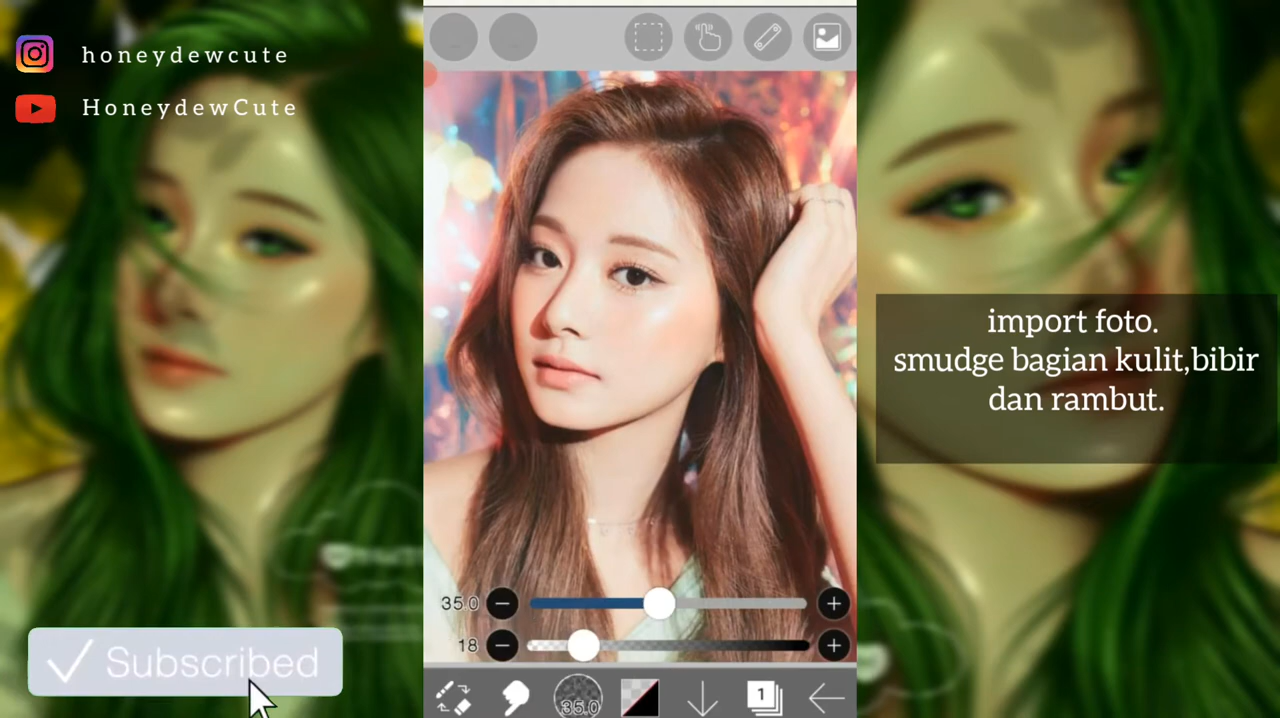 honeydewcute
HoneydewCute
import foto.
smudge bagian kulit,bibir
dan rambut.
35.0
18
Subscribed
35.0
1